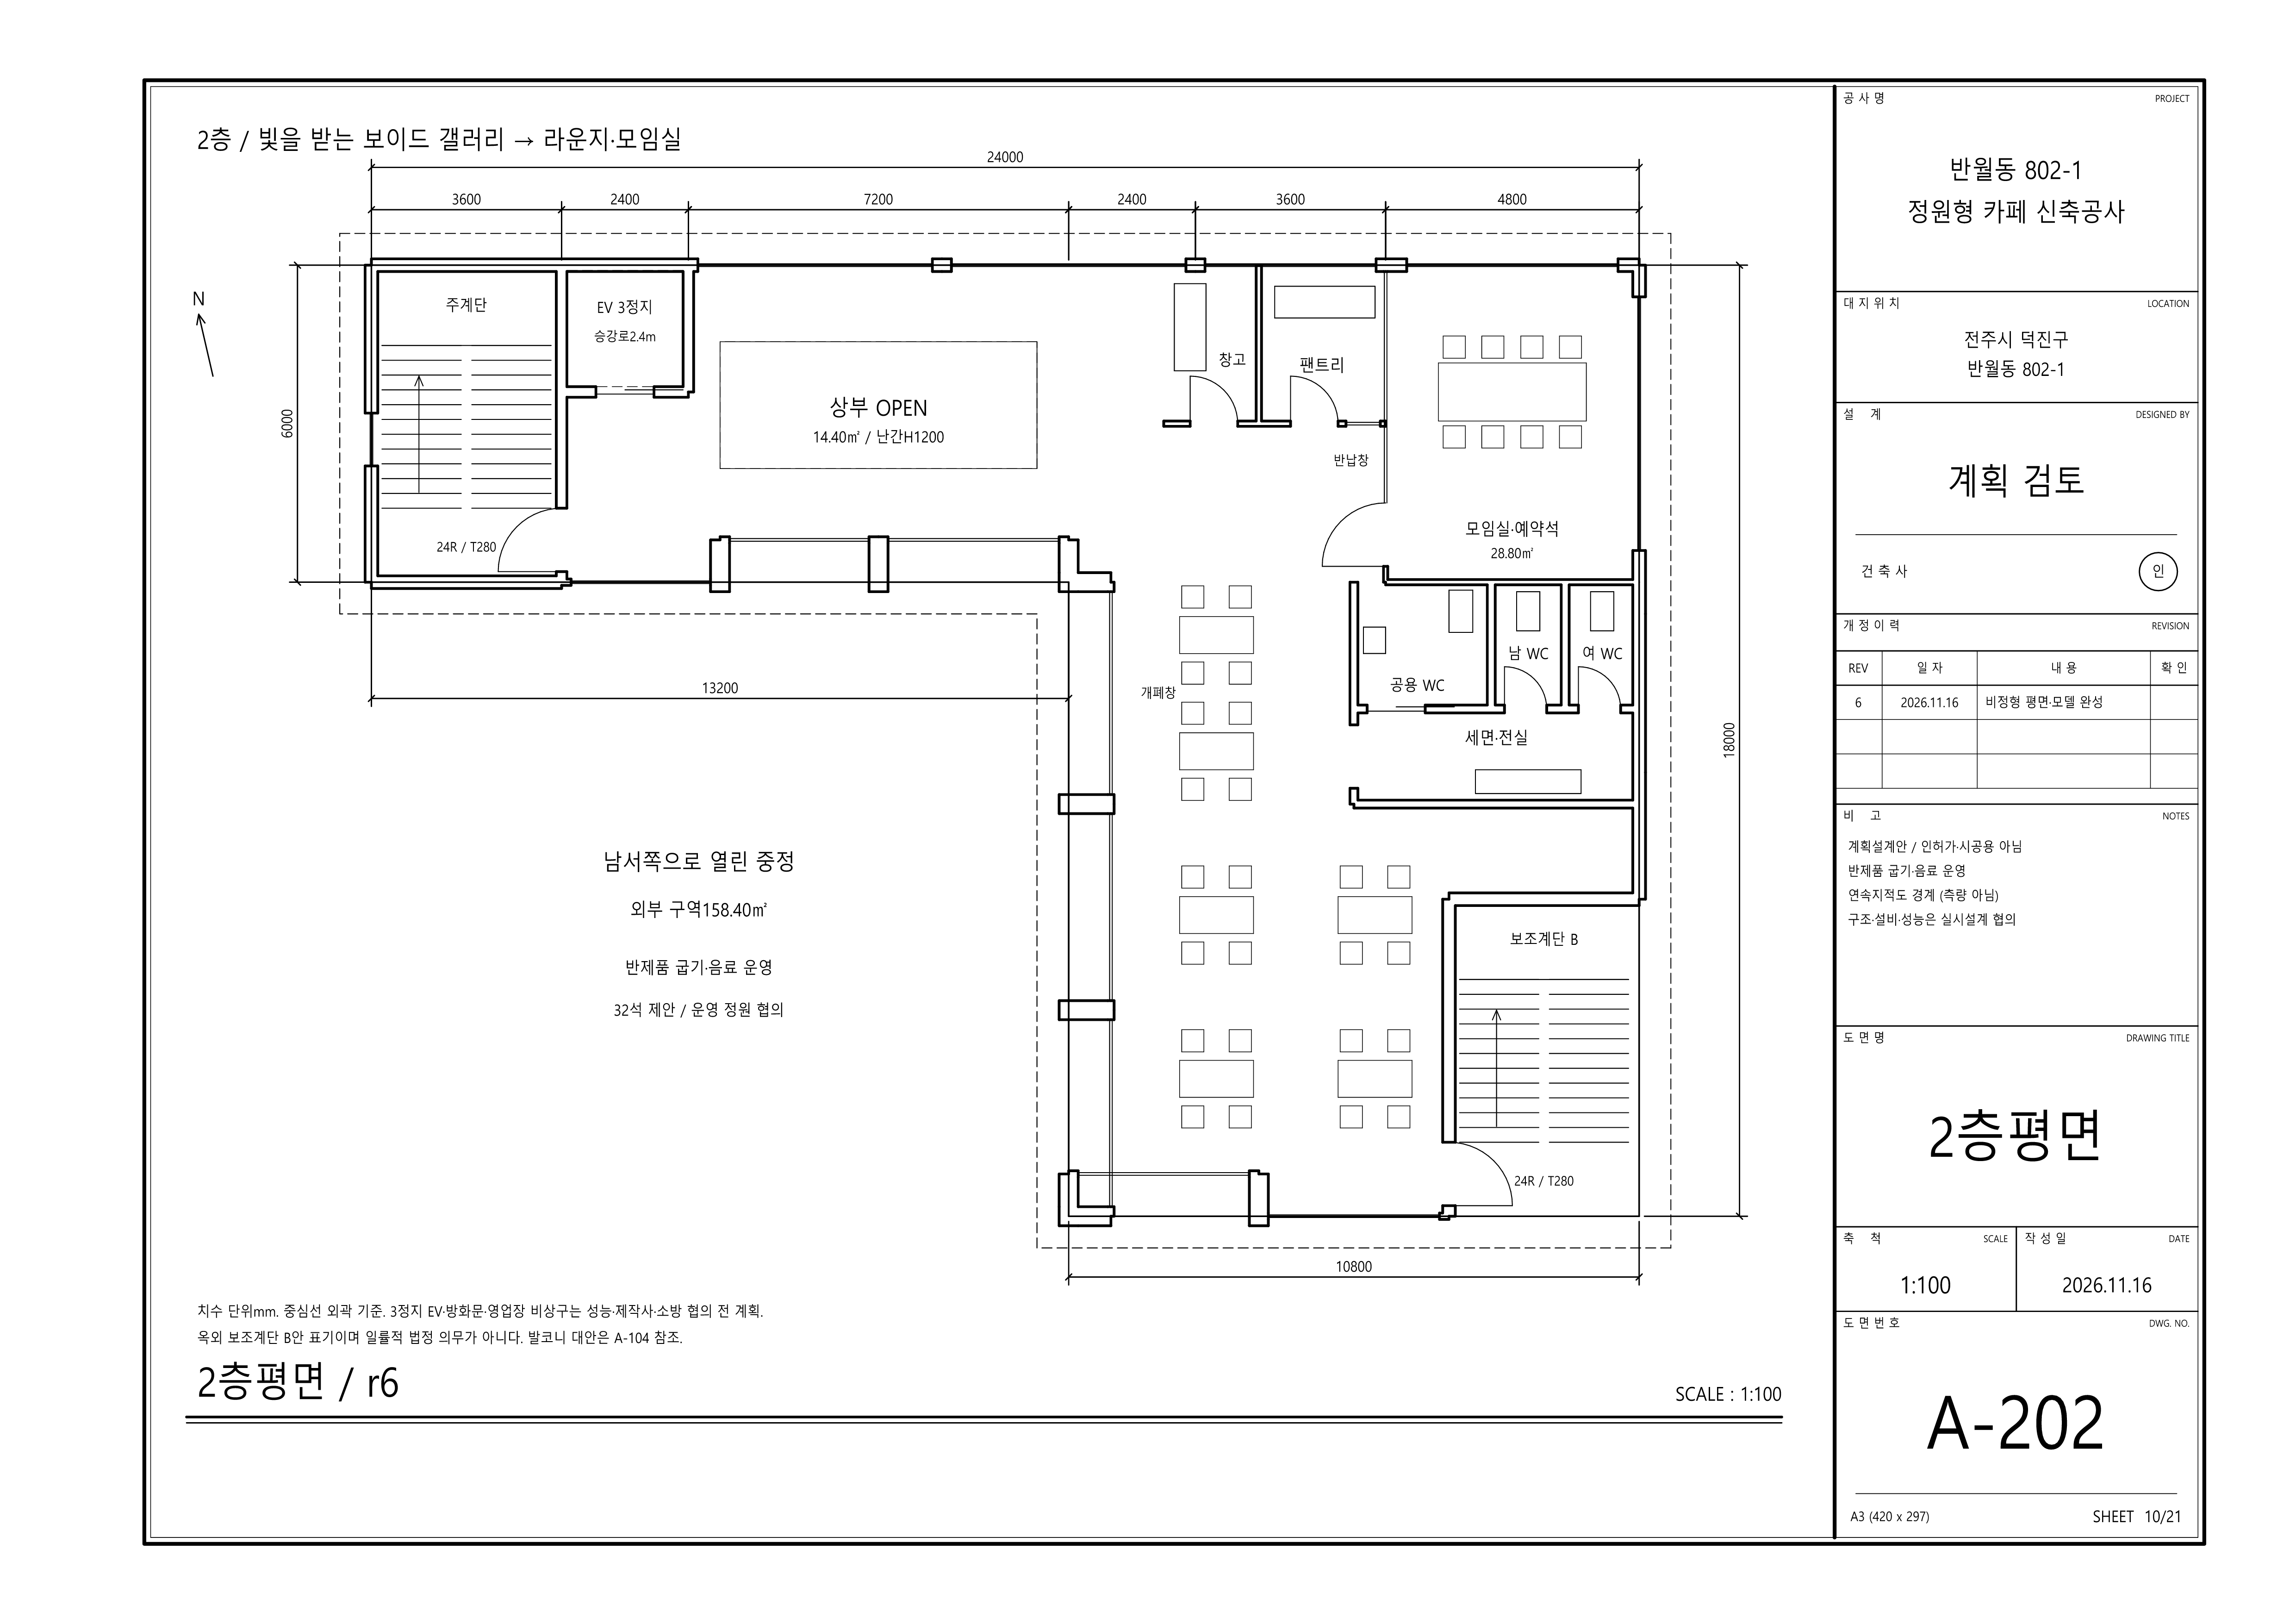 2층 / 빛을 받는 보이드 갤러리 → 라운지·모임실
24000
3600
2400
7200
2400
3600
4800
N
6000
주계단
EV 3정지
승강로2.4m
상부 OPEN
14.40㎡ / 난간H1200
창고
팬트리
반납창
모임실·예약석
28.80㎡
24R / T280
13200
개폐창
공용 WC
남 WC
여 WC
세면·전실
18000
남서쪽으로 열린 중정
외부 구역158.40㎡
반제품 굽기·음료 운영
32석 제안 / 운영 정원 협의
보조계단 B
24R / T280
10800
치수 단위mm. 중심선 외곽 기준. 3정지 EV·방화문·영업장 비상구는 성능·제작사·소방 협의 전 계획.
옥외 보조계단 B안 표기이며 일률적 법정 의무가 아니다. 발코니 대안은 A-104 참조.
2층평면 / r6
SCALE : 1:100
공 사 명 PROJECT
반월동 802-1
정원형 카페 신축공사
대 지 위 치 LOCATION
전주시 덕진구
반월동 802-1
설 계 DESIGNED BY
계획 검토
건 축 사 인
개 정 이 력 REVISION
REV 일 자 내 용 확 인
6 2026.11.16 비정형 평면·모델 완성
비 고 NOTES
계획설계안 / 인허가·시공용 아님
반제품 굽기·음료 운영
연속지적도 경계 (측량 아님)
구조·설비·성능은 실시설계 협의
도 면 명 DRAWING TITLE
2층평면
축 척 SCALE 작 성 일 DATE
1:100 2026.11.16
도 면 번 호 DWG. NO.
A-202
A3 (420 x 297) SHEET 10/21